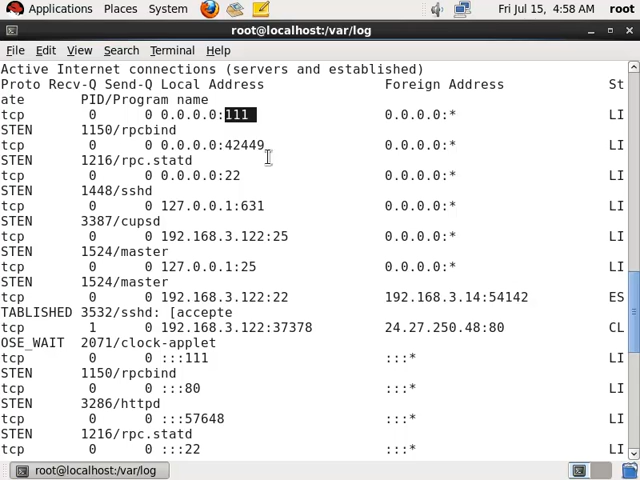 Applications Places System Fri Jul 15, 4:58 AM root
root@localhost:/var/log
File Edit View Search Terminal Help
Active Internet connections (servers and established)
Proto Recv-Q Send-Q Local Address Foreign Address St
ate PID/Program name
tcp 0 0 0.0.0.0:111 0.0.0.0:* LI
STEN 1150/rpcbind
tcp 0 0 0.0.0.0:42449 0.0.0.0:* LI
STEN 1216/rpc.statd
tcp 0 0 0.0.0.0:22 0.0.0.0:* LI
STEN 1448/sshd
tcp 0 0 127.0.0.1:631 0.0.0.0:* LI
STEN 3387/cupsd
tcp 0 0 192.168.3.122:25 0.0.0.0:* LI
STEN 1524/master
tcp 0 0 127.0.0.1:25 0.0.0.0:* LI
STEN 1524/master
tcp 0 0 192.168.3.122:22 192.168.3.14:54142 ES
TABLISHED 3532/sshd: [accepte
tcp 1 0 192.168.3.122:37378 24.27.250.48:80 CL
OSE_WAIT 2071/clock-applet
tcp 0 0 :::111 :::* LI
STEN 1150/rpcbind
tcp 0 0 :::80 :::* LI
STEN 3286/httpd
tcp 0 0 :::57648 :::* LI
STEN 1216/rpc.statd
tcp 0 0 :::22 :::* LI
root@localhost:/var/log